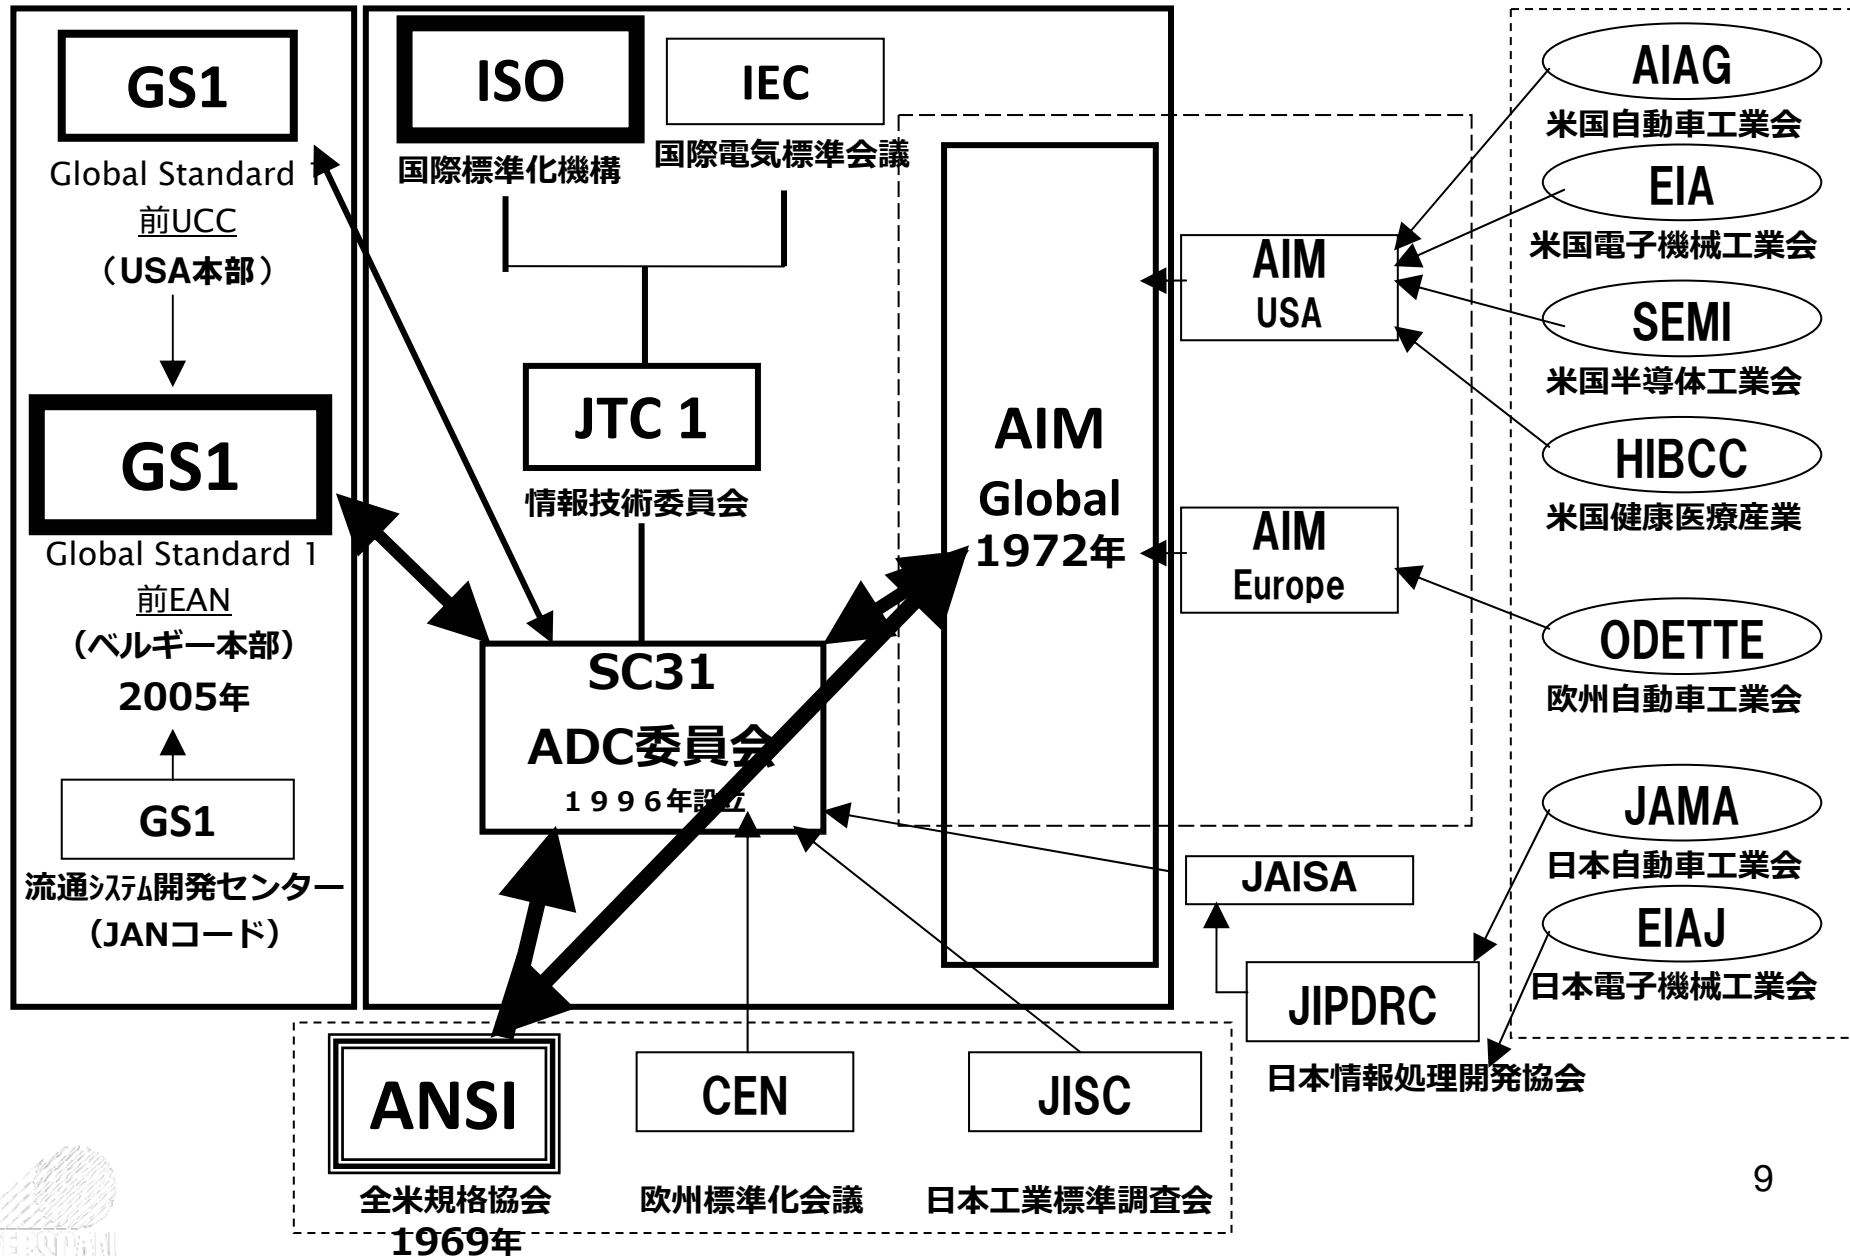 GS1
Global Standard 1
前UCC
（USA本部）
GS1
Global Standard 1
前EAN
（ベルギー本部）
2005年
GS1
流通ｼｽﾃﾑ開発センター
（JANコード）
ISO
国際標準化機構
IEC
国際電気標準会議
JTC 1
情報技術委員会
SC31
ADC委員会
１９９６年設立
AIM
Global
1972年
AIM
USA
AIM
Europe
AIAG
米国自動車工業会
EIA
米国電子機械工業会
SEMI
米国半導体工業会
HIBCC
米国健康医療産業
ODETTE
欧州自動車工業会
JAMA
日本自動車工業会
EIAJ
日本電子機械工業会
JAISA
JIPDRC
日本情報処理開発協会
ANSI
全米規格協会
1969年
CEN
欧州標準化会議
JISC
日本工業標準調査会
9